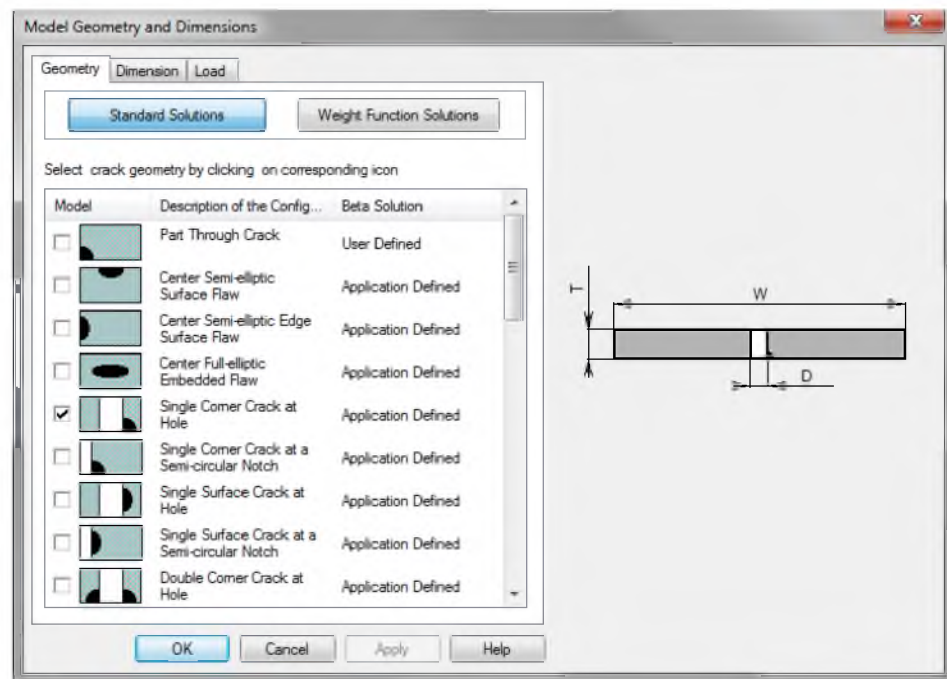 Model Geometry and Dimensions
Geometry Dimension Load
Standard Solutions Weight Function Solutions
Select crack geometry by clicking on corresponding icon
Model Description of the Config... Beta Solution
Part Through Crack User Defined
Center Semi-elliptic
Surface Flaw Application Defined
Center Semi-elliptic Edge
Surface Flaw Application Defined
Center Full-elliptic
Embedded Flaw Application Defined
Single Corner Crack at
Hole Application Defined
Single Corner Crack at a
Semi-circular Notch Application Defined
Single Surface Crack at
Hole Application Defined
Single Surface Crack at a
Semi-circular Notch Application Defined
Double Corner Crack at
Hole Application Defined
T
W
D
OK Cancel Apply Help